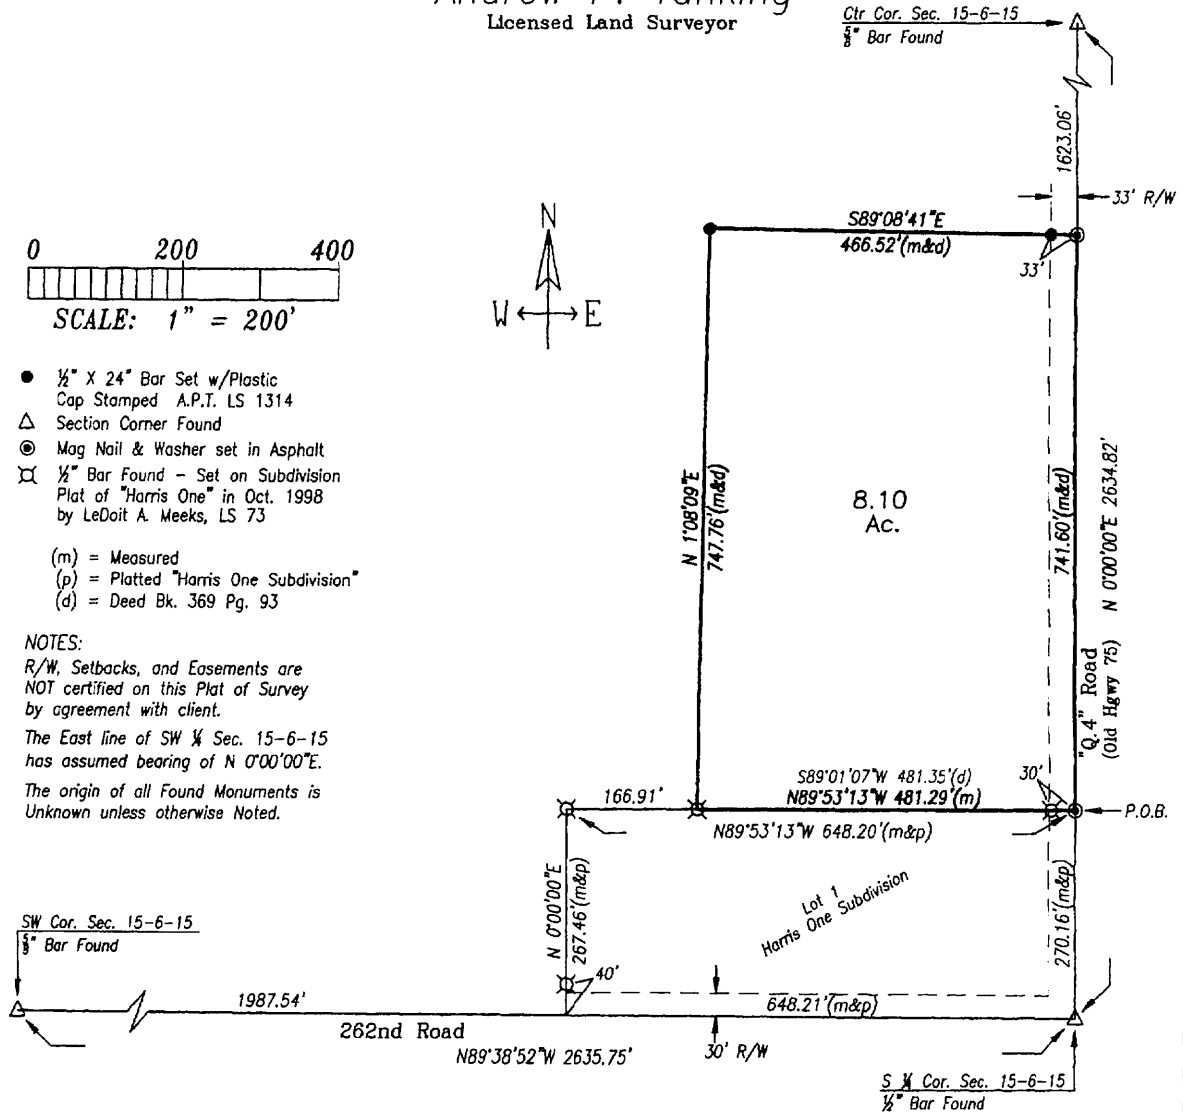 Licensed Land Surveyor
Ctr Cor. Sec. 15-6-15
5/8" Bar Found
1623.06'
33' R/W
S89°08'41"E
466.52'(m&d)
33'
N
W E
0 200 400
SCALE: 1" = 200'
½" X 24" Bar Set w/Plastic
Cap Stamped A.P.T. LS 1314
Section Corner Found
Mag Nail & Washer set in Asphalt
½" Bar Found - Set on Subdivision
Plat of "Harris One" in Oct. 1998
by LeDoit A. Meeks, LS 73
(m) = Measured
(p) = Platted "Harris One Subdivision"
(d) = Deed Bk. 369 Pg. 93
NOTES:
R/W, Setbacks, and Easements are
NOT certified on this Plat of Survey
by agreement with client.
The East line of SW ¼ Sec. 15-6-15
has assumed bearing of N 0°00'00"E.
The origin of all Found Monuments is
Unknown unless otherwise Noted.
N 1°08'09"E
747.76'(m&d)
8.10
Ac.
741.60'(m&d)
N 0°00'00"E 2634.82'
"Q.4" Road
(Old Hgwy 75)
S89°01'07"W 481.35'(d)
N89°53'13"W 481.29'(m)
30'
P.O.B.
166.91'
N89°53'13"W 648.20'(m&p)
N 0°00'00"E
267.46'(m&p)
Lot 1
Harris One Subdivision
270.16'(m&p)
SW Cor. Sec. 15-6-15
Bar Found
40'
1987.54'
648.21'(m&p)
262nd Road
N89°38'52"W 2635.75'
30' R/W
S ¼ Cor. Sec. 15-6-15
½" Bar Found